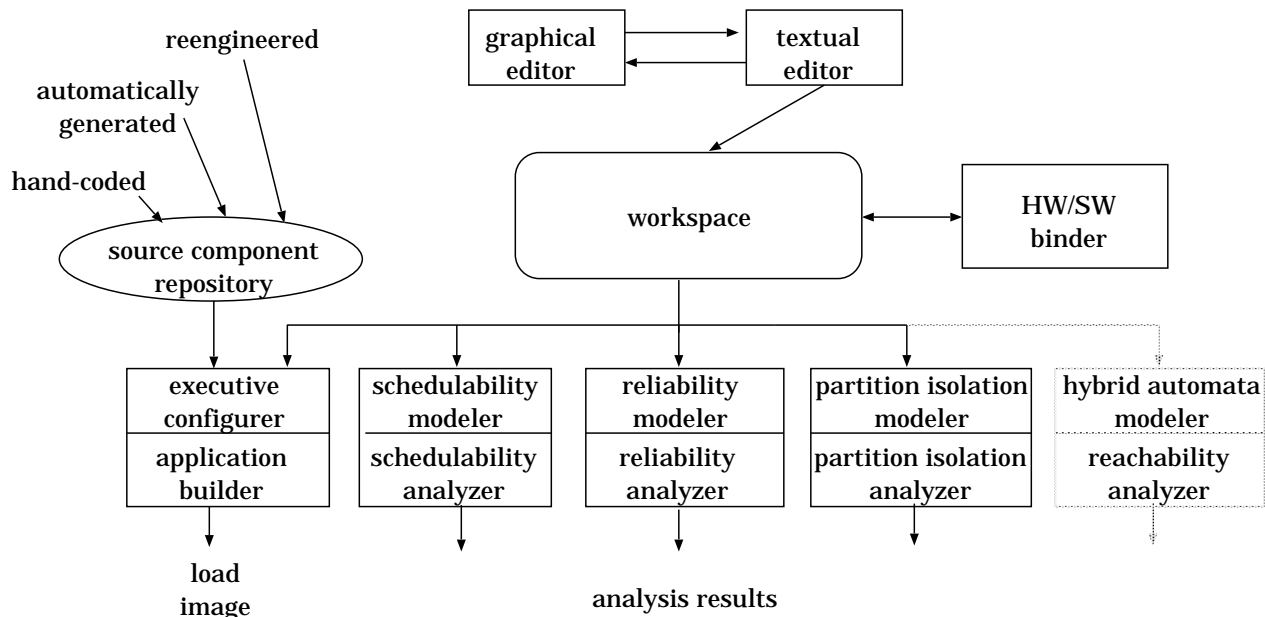 reengineered
graphical
editor
textual
editor
automatically
generated
hand-coded
source component
repository
workspace
HW/SW
binder
executive
configurer
application
builder
schedulability
modeler
schedulability
analyzer
reliability
modeler
reliability
analyzer
partition isolation
modeler
partition isolation
analyzer
hybrid automata
modeler
reachability
analyzer
load
image
analysis results